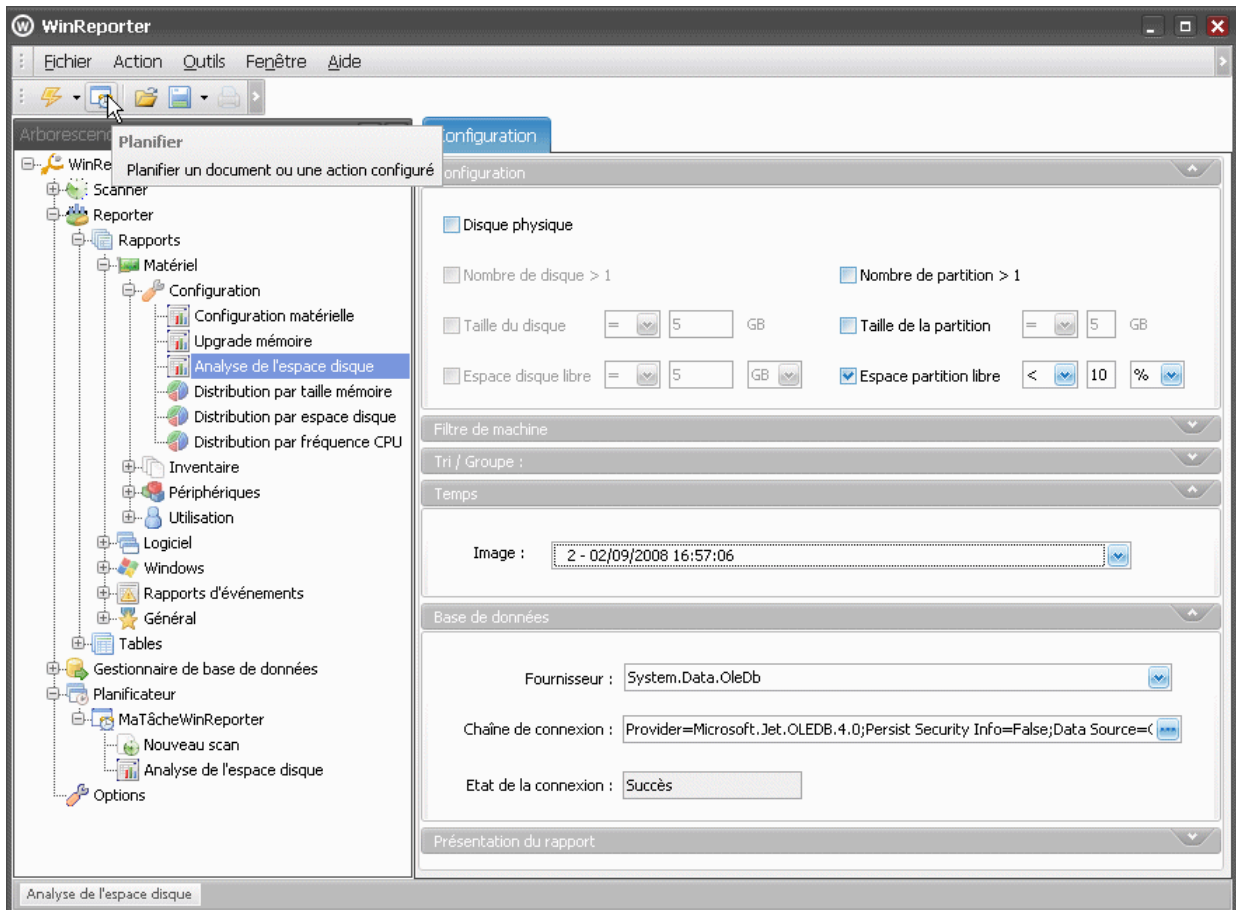 WinReporter
Fichier Action Outils Fenêtre Aide
Arborescen
Planifier
Planifier un document ou une action configuré
WinRe
Scanner
Reporter
Rapports
Matériel
Configuration
Configuration matérielle
Upgrade mémoire
Analyse de l'espace disque
Distribution par taille mémoire
Distribution par espace disque
Distribution par fréquence CPU
Inventaire
Périphériques
Utilisation
Logiciel
Windows
Rapports d'événements
Général
Tables
Gestionnaire de base de données
Planificateur
MaTâcheWinReporter
Nouveau scan
Analyse de l'espace disque
Options
onfiguration
onfiguration
Disque physique
Nombre de disque > 1 Nombre de partition > 1
Taille du disque = 5 GB Taille de la partition = 5 GB
Espace disque libre = 5 GB Espace partition libre < 10 %
Filtre de machine
Tri / Groupe :
Temps
Image : 2 - 02/09/2008 16:57:06
Base de données
Fournisseur : System.Data.OleDb
Chaîne de connexion : Provider=Microsoft.Jet.OLEDB.4.0;Persist Security Info=False;Data Source=( ...
Etat de la connexion : Succès
Présentation du rapport
Analyse de l'espace disque